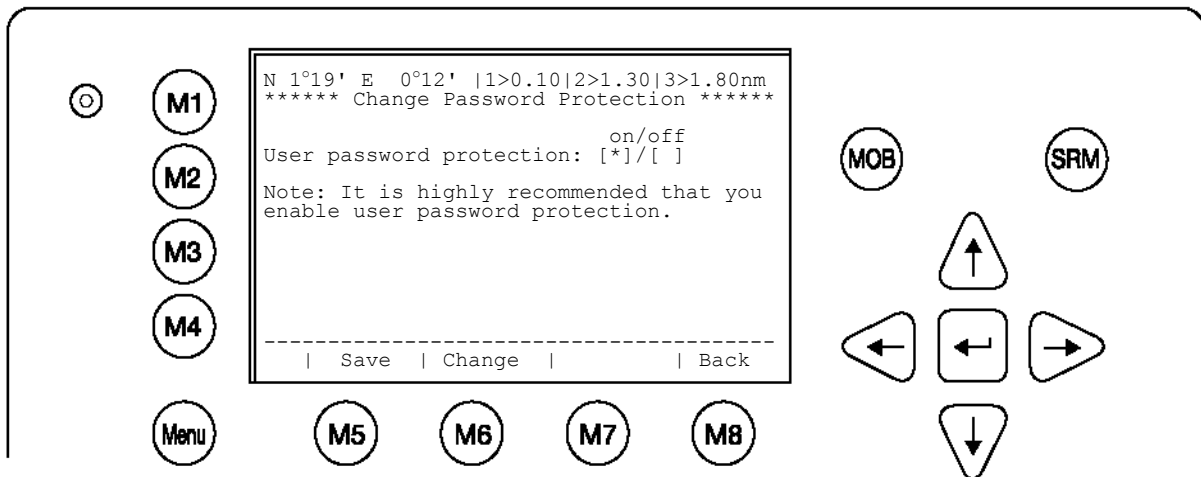 N 1°19' E  0°12' |1>0.10|2>1.30|3>1.80nm
****** Change Password Protection ******
on/off
User password protection: [*]/[ ]
Note: It is highly recommended that you
enable user password protection.
----------------------------------------
| Save | Change | | Back
M1
M2
M3
M4
Menu
M5
M6
M7
M8
MOB
SRM